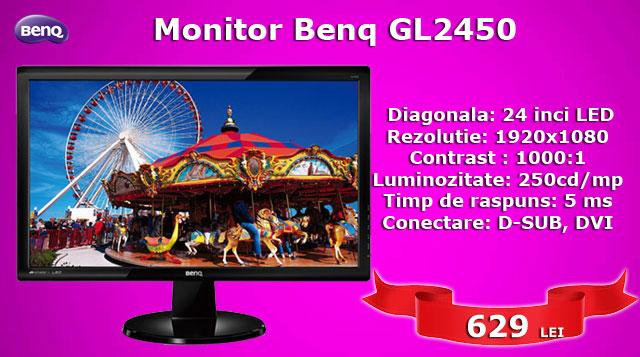 BenQ
Monitor Benq GL2450
Diagonala: 24 inci LED
Rezolutie: 1920x1080
Contrast : 1000:1
Luminozitate: 250cd/mp
Timp de raspuns: 5 ms
Conectare: D-SUB, DVI
BenQ
629 LEI